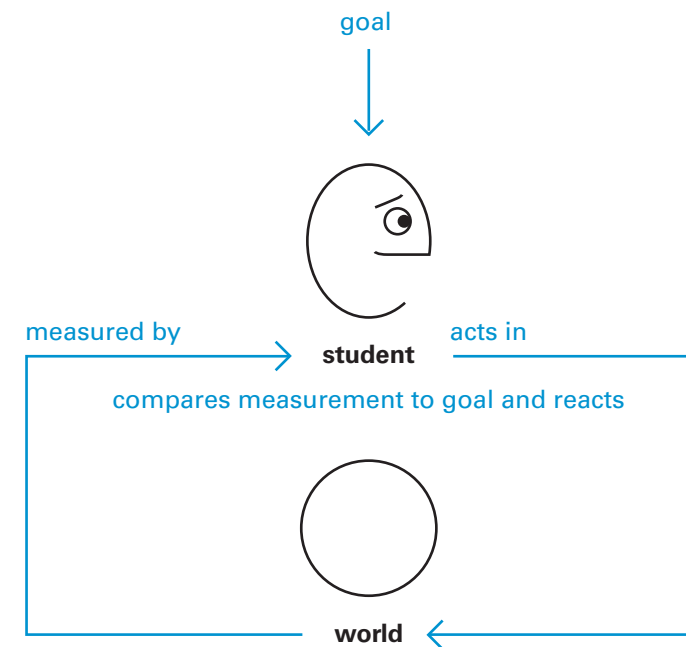 goal
measured by
acts in
student
compares measurement to goal and reacts
world